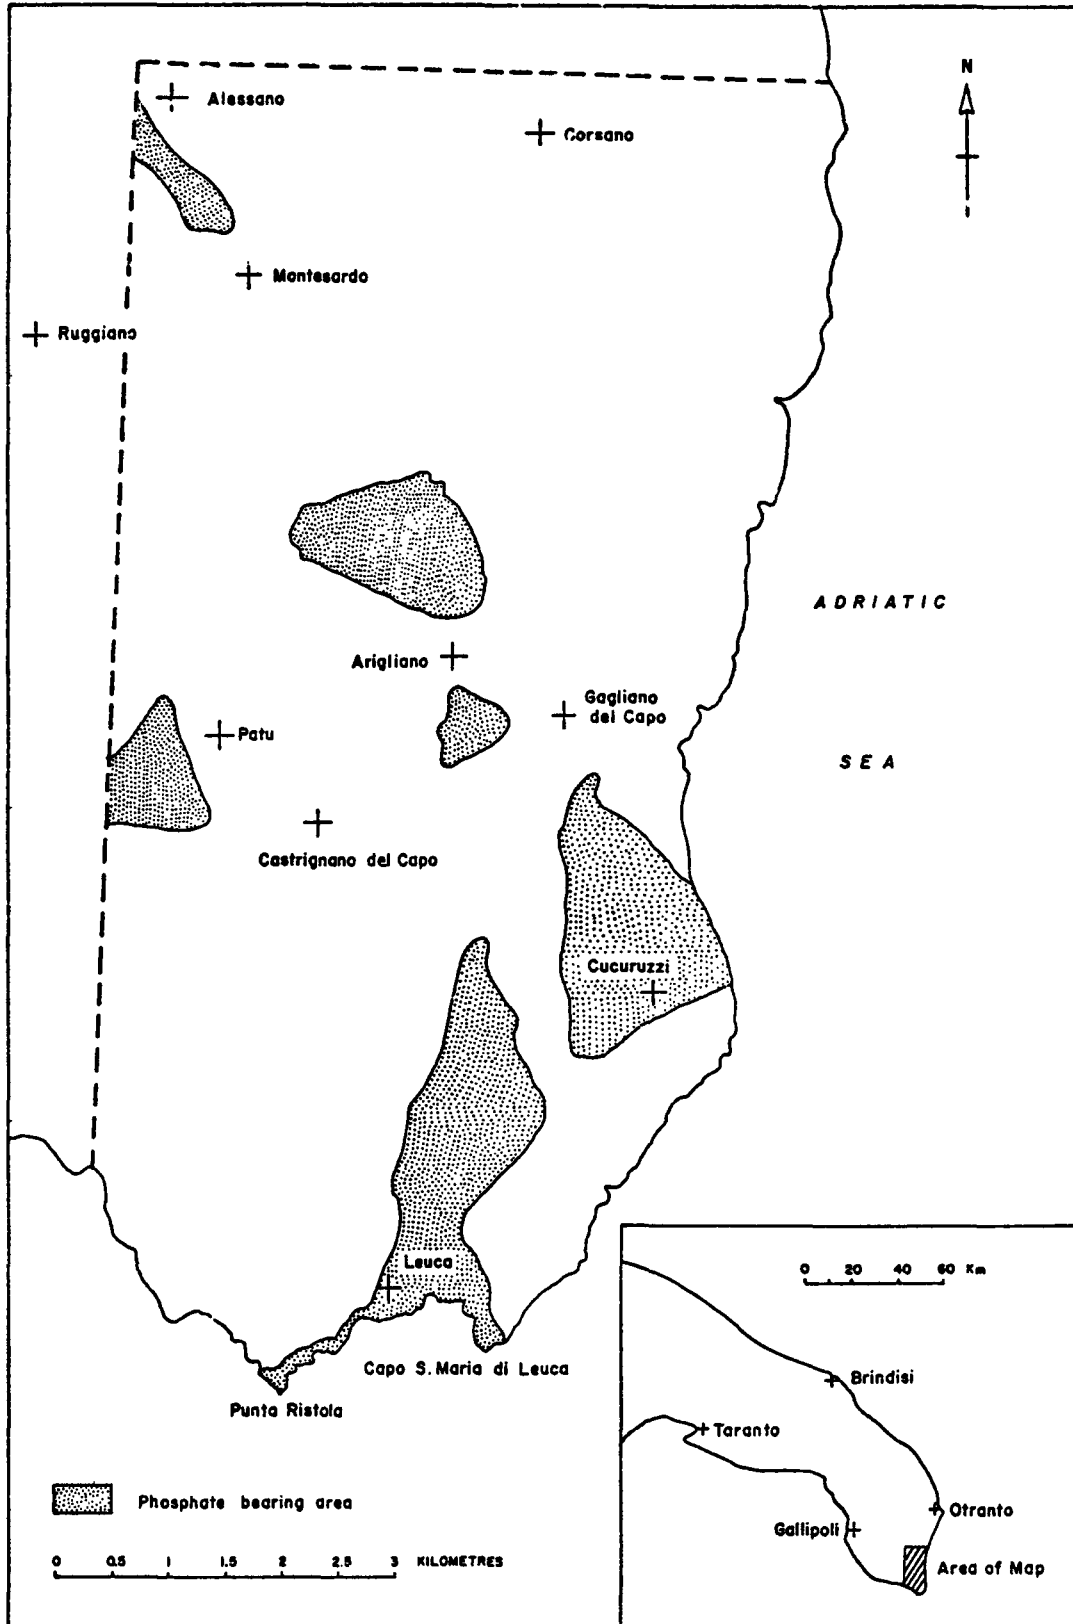 N
Alessano
Corsano
Montesardo
Ruggiano
ADRIATIC
Arigliano
Gagliano
del Capo
Patu
SEA
Castrignano del Capo
Cucuruzzi
Leuca
Capo S. Maria di Leuca
Punta Ristola
Phosphate bearing area
0 0.5 1 1.5 2 3 KILOMETRES
0 20 40 60 Km
Brindisi
Taranto
Otranto
Gallipoli
Area of Map